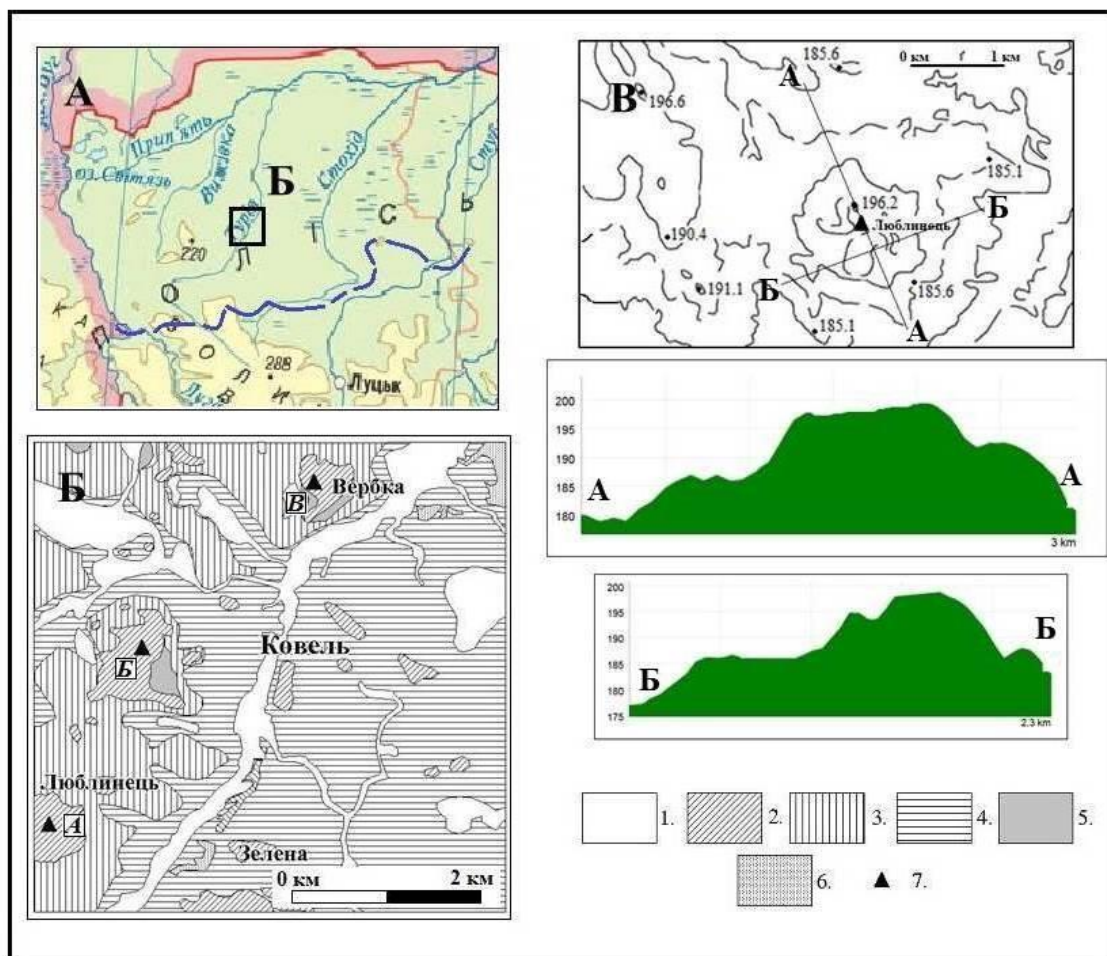 А
Прип'ять
оз. Світязь
Вижівка
Турія
Стохід
Б
С
Ь
І
220
Л
О
П
О
В
И
288
Луцьк
Б
Вербка
В
Ковель
Б
Люблинець
А
Зелена
0 км 2 км
185.6
0 км 1 км
А
В
196.6
185.1
196.2
Люблинець
Б
190.4
Б
191.1
185.6
185.1
А
200
195
190
185
180
А
А
3 km
200
195
190
185
180
175
Б
Б
2.3 km
1. 2. 3. 4. 5.
6. 7.